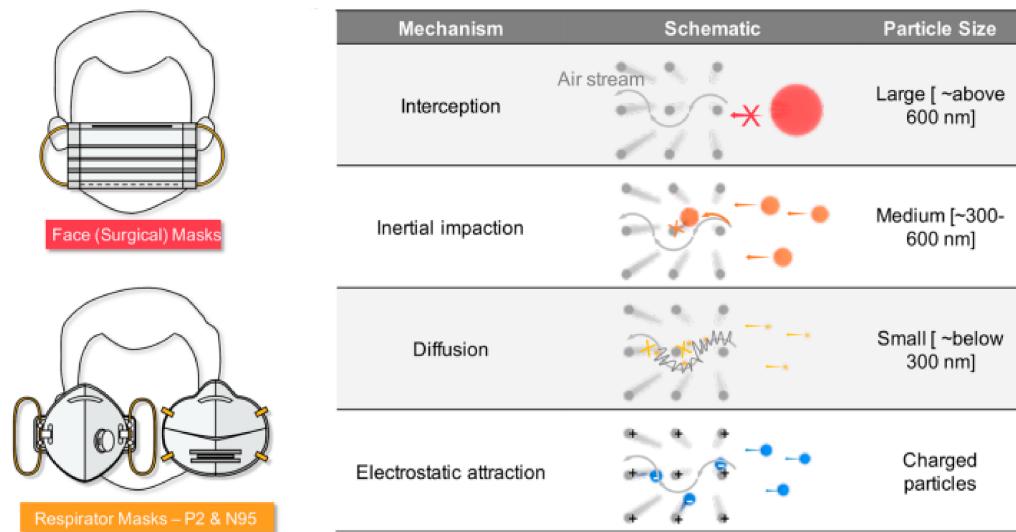 Face (Surgical) Masks
Respirator Masks – P2 & N95
Mechanism Schematic Particle Size
Air stream
Interception
Large [ ~above
600 nm]
Inertial impaction
Medium [~300-
600 nm]
Diffusion
Small [ ~below
300 nm]
Electrostatic attraction
Charged
particles